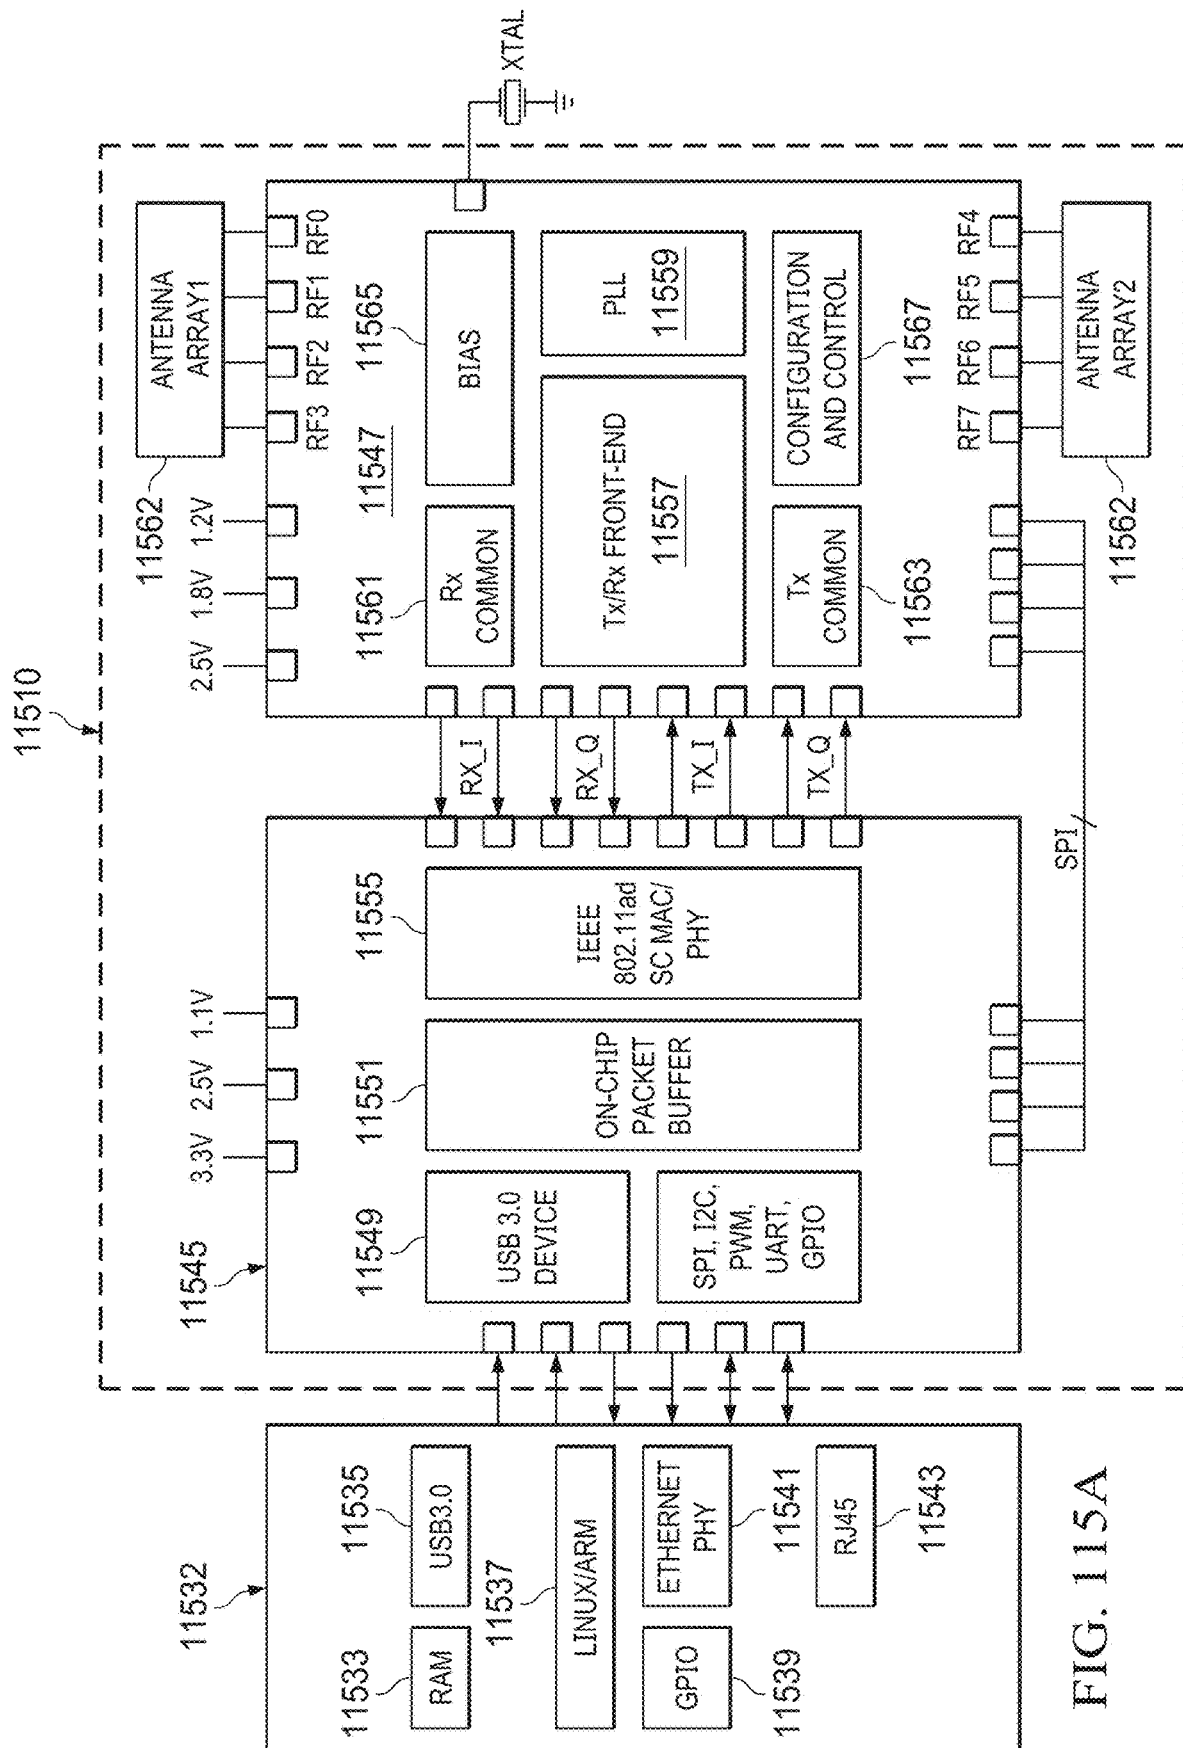 11510
11532
11533
RAM
11535
USB3.0
11537
LINUX/ARM
11539
GPIO
ETHERNET
PHY
11541
RJ45
11543
11545
3.3V
2.5V
1.1V
11549
USB 3.0
DEVICE
SPI, I2C,
PWM,
UART,
GPIO
11551
ON-CHIP
PACKET
BUFFER
11555
IEEE
802.11ad
SC MAC/
PHY
RX_I
RX_Q
TX_I
TX_Q
SPI
2.5V
1.8V
1.2V
11562
ANTENNA
ARRAY1
RF3
RF2
RF1
RF0
11547
11561
Rx
COMMON
11565
BIAS
Tx/Rx FRONT-END
11557
PLL
11559
Tx
COMMON
11563
CONFIGURATION
AND CONTROL
11567
RF7
RF6
RF5
RF4
ANTENNA
ARRAY2
11562
XTAL
FIG. 115A